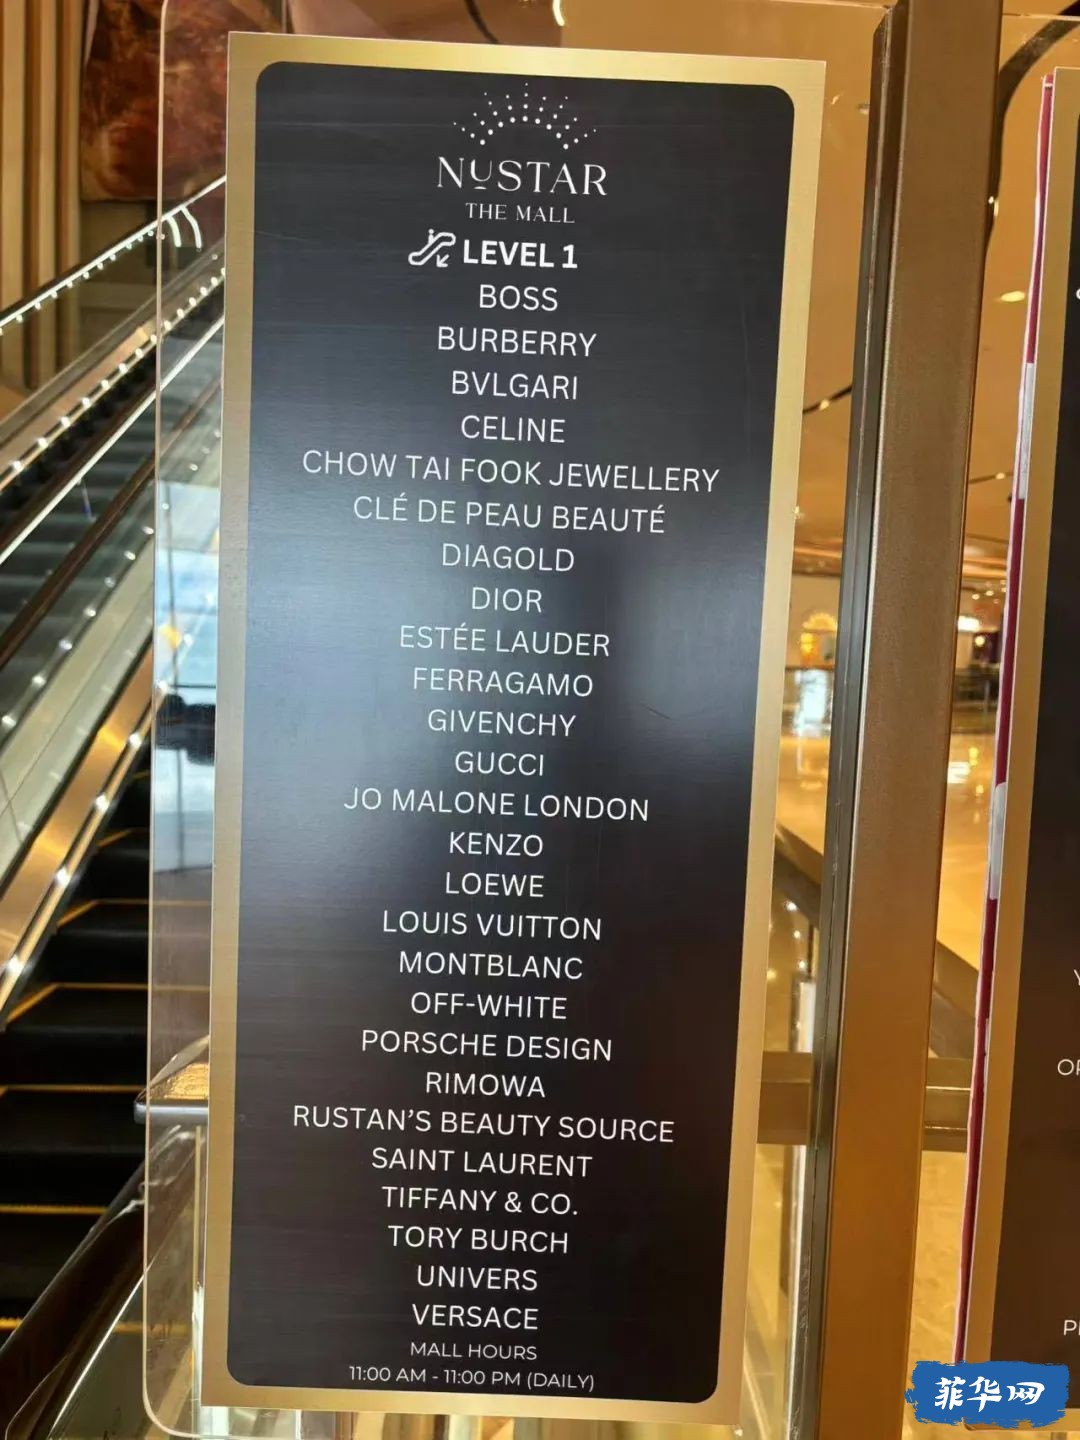 NUSTAR
THE MALL
LEVEL 1
BOSS
BURBERRY
BVLGARI
CELINE
CHOW TAI FOOK JEWELLERY
CLÉ DE PEAU BEAUTÉ
DIAGOLD
DIOR
ESTÉE LAUDER
FERRAGAMO
GIVENCHY
GUCCI
JO MALONE LONDON
KENZO
LOEWE
LOUIS VUITTON
MONTBLANC
OFF-WHITE
PORSCHE DESIGN
RIMOWA
RUSTAN’S BEAUTY SOURCE
SAINT LAURENT
TIFFANY & CO.
TORY BURCH
UNIVERS
VERSACE
MALL HOURS
11:00 AM - 11:00 PM (DAILY)
菲华网